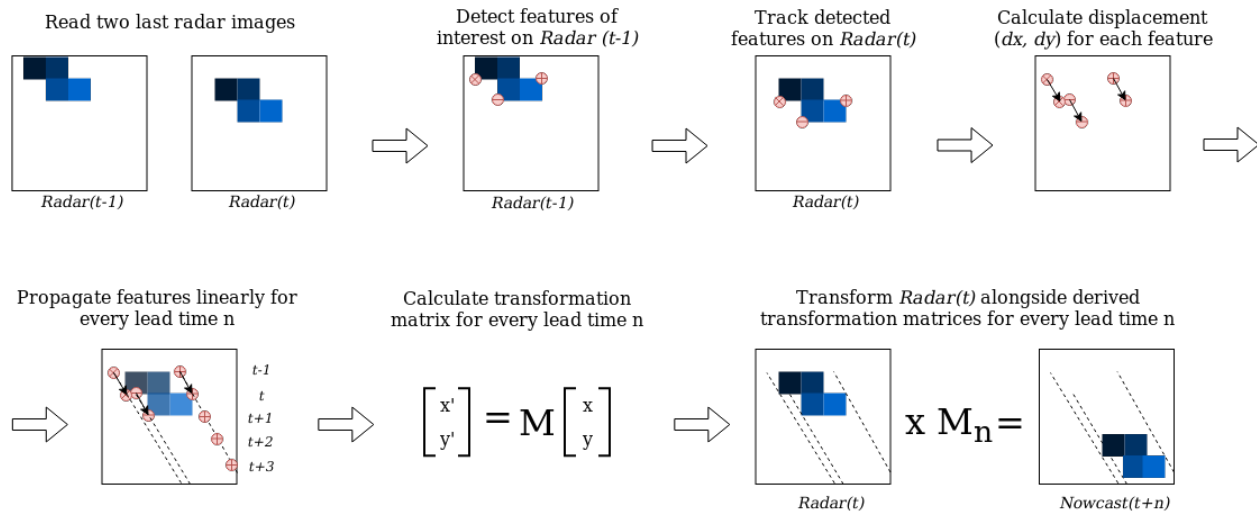 Read two last radar images
Radar(t-1)
Radar(t)
Detect features of
interest on Radar (t-1)
Radar(t-1)
Track detected
features on Radar(t)
Radar(t)
Calculate displacement
(dx, dy) for each feature
Propagate features linearly for
every lead time n
t-1
t
t+1
t+2
t+3
Calculate transformation
matrix for every lead time n
[x'] = M [x]
[y'] [y]
Transform Radar(t) alongside derived
transformation matrices for every lead time n
x Mn=
Radar(t)
Nowcast(t+n)